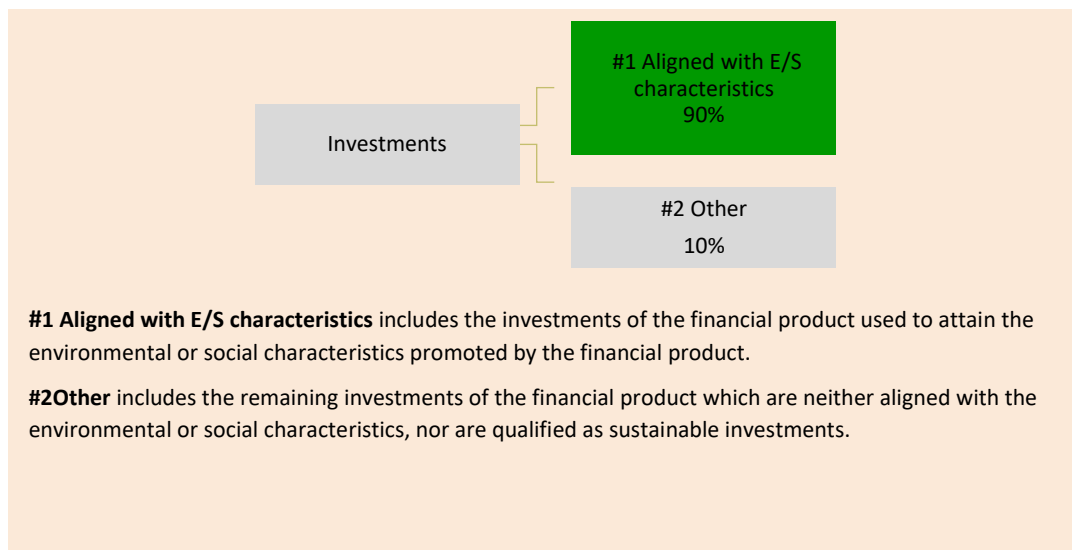 #1 Aligned with E/S
characteristics
90%
Investments
#2 Other
10%
#1 Aligned with E/S characteristics includes the investments of the financial product used to attain the
environmental or social characteristics promoted by the financial product.
#2Other includes the remaining investments of the financial product which are neither aligned with the
environmental or social characteristics, nor are qualified as sustainable investments.